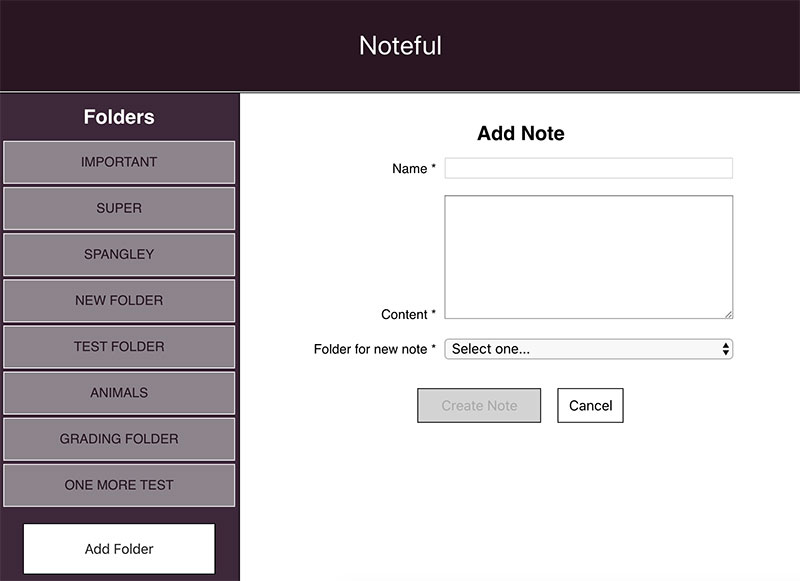 Noteful
Folders
IMPORTANT
SUPER
SPANGLEY
NEW FOLDER
TEST FOLDER
ANIMALS
GRADING FOLDER
ONE MORE TEST
Add Folder
Add Note
Name *
Content *
Folder for new note * Select one...
Create Note Cancel